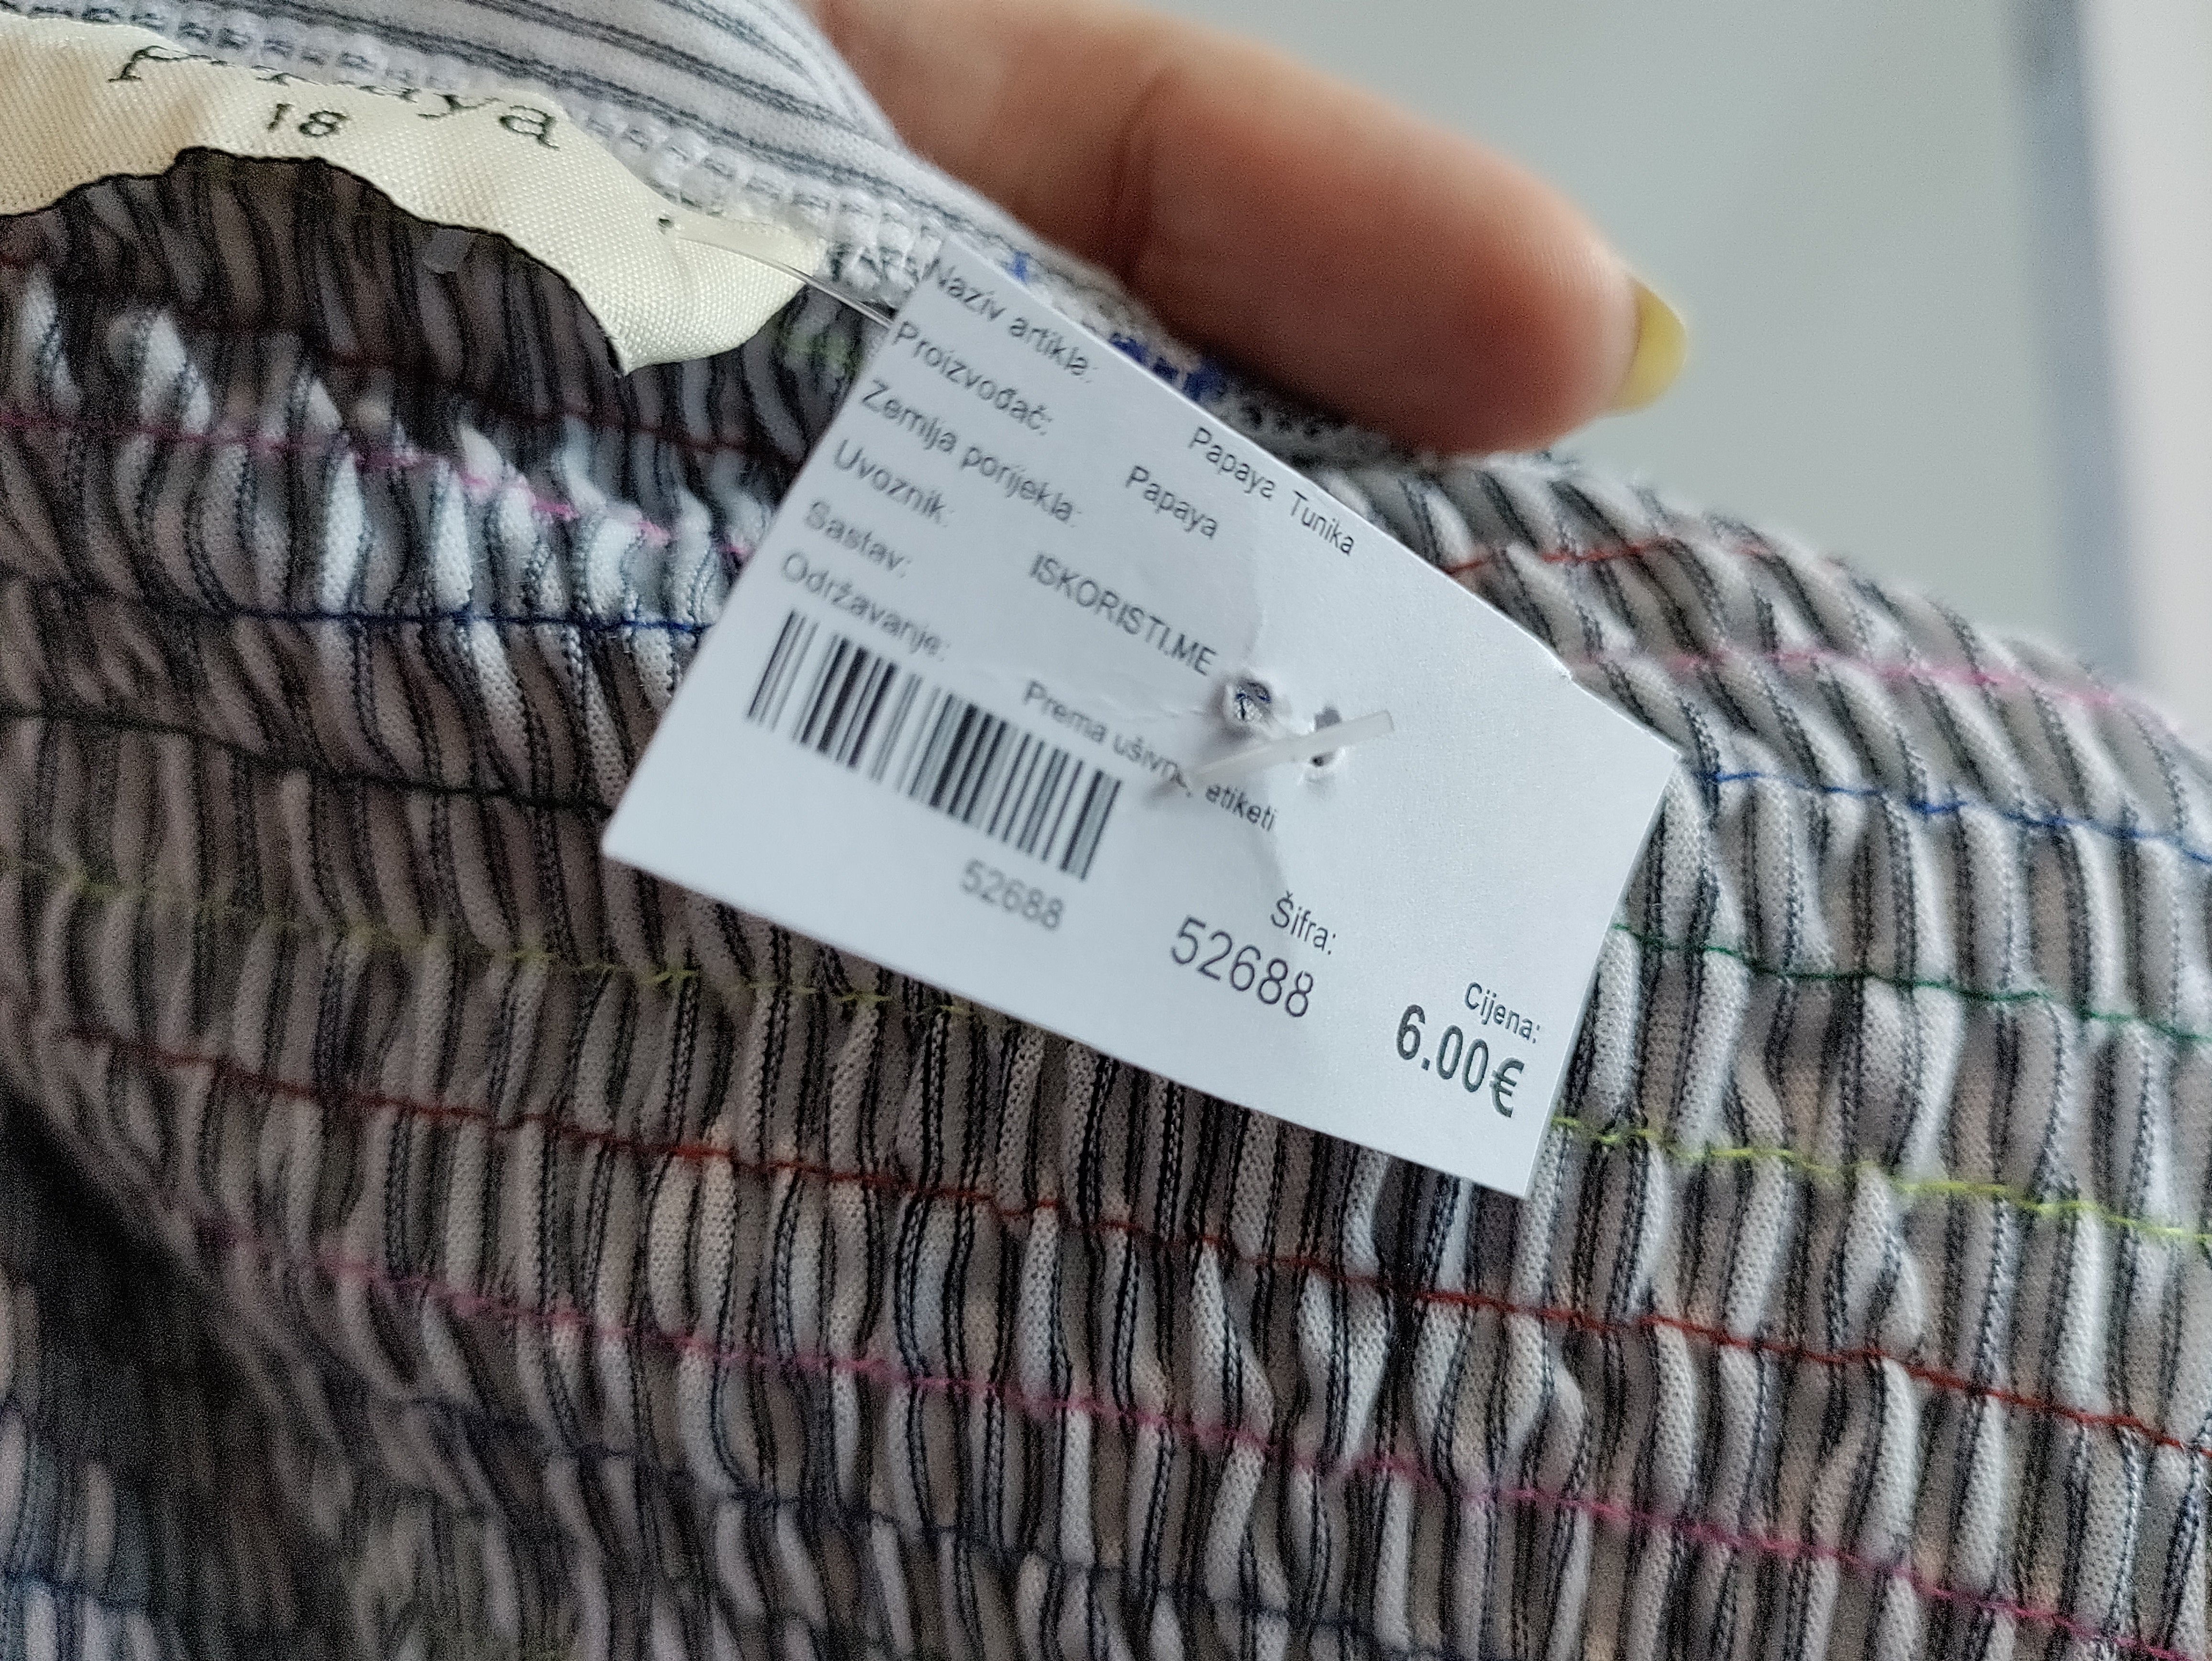 papaya
18
Naziv artikla: Papaya Tunika
Proizvođač: Papaya
Zemlja porijekla:
Uvoznik: ISKORISTI.ME
Sastav:
Održavanje: Prema ušivnoj etiketi
52688
Šifra:
52688
Cijena:
6.00€